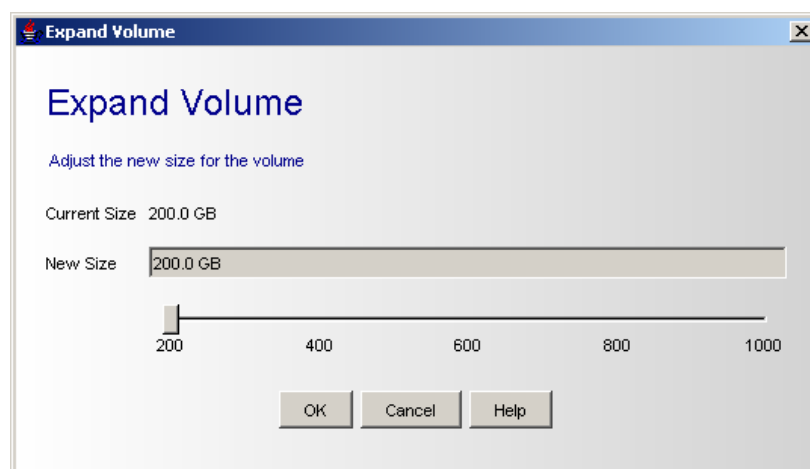 Expand Volume
Expand Volume
Adjust the new size for the volume
Current Size 200.0 GB
New Size 200.0 GB
200 400 600 800 1000
OK Cancel Help